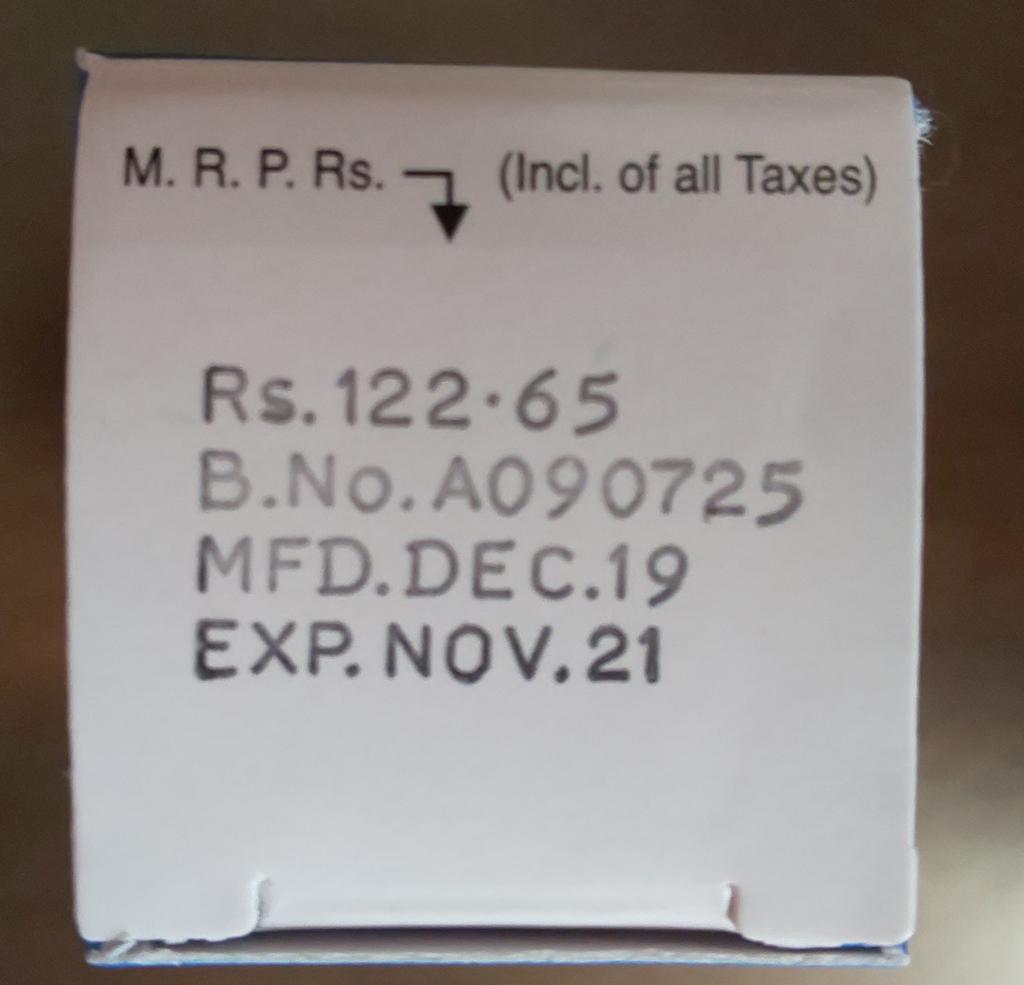 M. R. P. Rs. (Incl. of all Taxes)
Rs.122·65
B.No.A090725
MFD.DEC.19
EXP.NOV.21